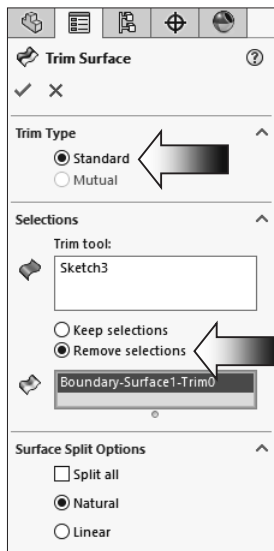 Trim Surface
Trim Type
Standard
Mutual
Selections
Trim tool:
Sketch3
Keep selections
Remove selections
Boundary-Surface1-Trim0
Surface Split Options
Split all
Natural
Linear